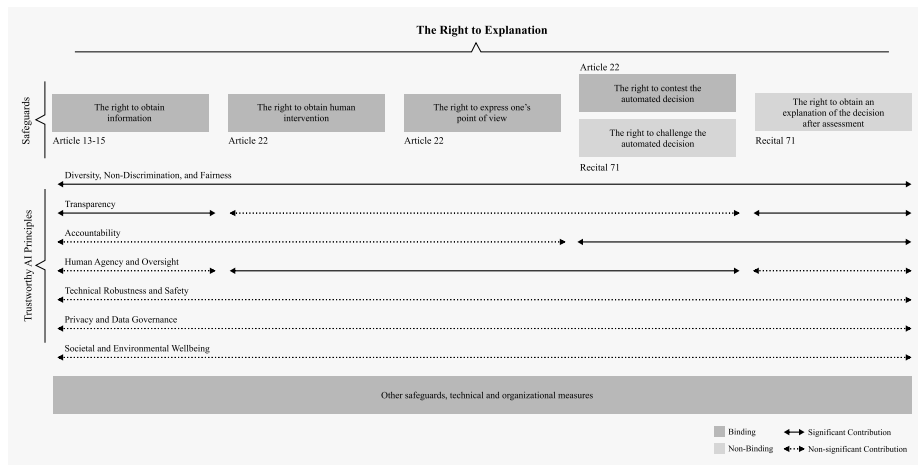 The Right to Explanation
Safeguards
The right to obtain
information
Article 13-15
The right to obtain human
intervention
Article 22
The right to express one's
point of view
Article 22
Article 22
The right to contest the
automated decision
The right to challenge the
automated decision
Recital 71
The right to obtain an
explanation of the decision
after assessment
Recital 71
Trustworthy AI Principles
Diversity, Non-Discrimination, and Fairness
Transparency
Accountability
Human Agency and Oversight
Technical Robustness and Safety
Privacy and Data Governance
Societal and Environmental Wellbeing
Other safeguards, technical and organizational measures
Binding
Significant Contribution
Non-Binding
Non-significant Contribution